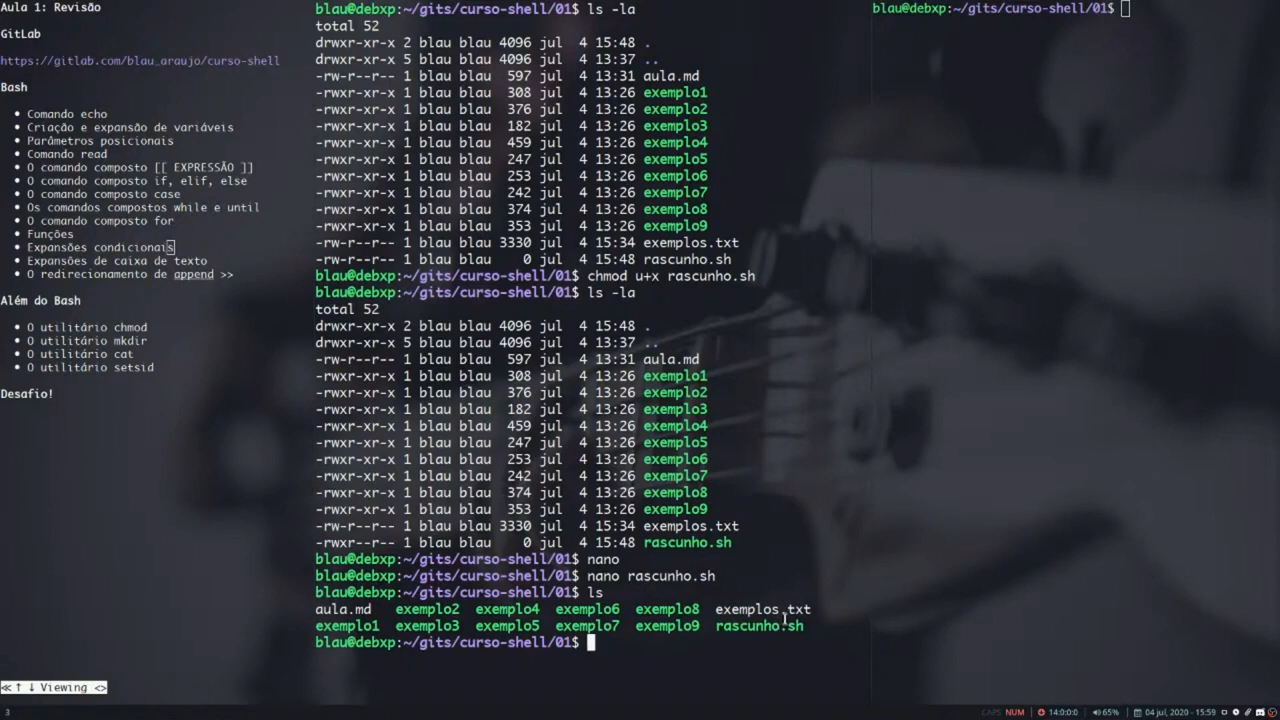 Aula 1: Revisão
GitLab
https://gitlab.com/blau_araujo/curso-shell
Bash
• Comando echo
• Criação e expansão de variáveis
• Parâmetros posicionais
• Comando read
• O comando composto [[ EXPRESSÃO ]]
• O comando composto if, elif, else
• O comando composto case
• Os comandos compostos while e until
• O comando composto for
• Funções
• Expansões condicionais
• Expansões de caixa de texto
• O redirecionamento de append >>
Além do Bash
• O utilitário chmod
• O utilitário mkdir
• O utilitário cat
• O utilitário setsid
Desafio!
≪↑ ↓ Viewing <>
blau@debxp:~/gits/curso-shell/01$ ls -la
total 52
drwxr-xr-x 2 blau blau 4096 jul  4 15:48 .
drwxr-xr-x 5 blau blau 4096 jul  4 13:37 ..
-rw-r--r-- 1 blau blau  597 jul  4 13:31 aula.md
-rwxr-xr-x 1 blau blau  308 jul  4 13:26 exemplo1
-rwxr-xr-x 1 blau blau  376 jul  4 13:26 exemplo2
-rwxr-xr-x 1 blau blau  182 jul  4 13:26 exemplo3
-rwxr-xr-x 1 blau blau  459 jul  4 13:26 exemplo4
-rwxr-xr-x 1 blau blau  247 jul  4 13:26 exemplo5
-rwxr-xr-x 1 blau blau  253 jul  4 13:26 exemplo6
-rwxr-xr-x 1 blau blau  242 jul  4 13:26 exemplo7
-rwxr-xr-x 1 blau blau  374 jul  4 13:26 exemplo8
-rwxr-xr-x 1 blau blau  353 jul  4 13:26 exemplo9
-rw-r--r-- 1 blau blau 3330 jul  4 15:34 exemplos.txt
-rw-r--r-- 1 blau blau    0 jul  4 15:48 rascunho.sh
blau@debxp:~/gits/curso-shell/01$ chmod u+x rascunho.sh
blau@debxp:~/gits/curso-shell/01$ ls -la
total 52
drwxr-xr-x 2 blau blau 4096 jul  4 15:48 .
drwxr-xr-x 5 blau blau 4096 jul  4 13:37 ..
-rw-r--r-- 1 blau blau  597 jul  4 13:31 aula.md
-rwxr-xr-x 1 blau blau  308 jul  4 13:26 exemplo1
-rwxr-xr-x 1 blau blau  376 jul  4 13:26 exemplo2
-rwxr-xr-x 1 blau blau  182 jul  4 13:26 exemplo3
-rwxr-xr-x 1 blau blau  459 jul  4 13:26 exemplo4
-rwxr-xr-x 1 blau blau  247 jul  4 13:26 exemplo5
-rwxr-xr-x 1 blau blau  253 jul  4 13:26 exemplo6
-rwxr-xr-x 1 blau blau  242 jul  4 13:26 exemplo7
-rwxr-xr-x 1 blau blau  374 jul  4 13:26 exemplo8
-rwxr-xr-x 1 blau blau  353 jul  4 13:26 exemplo9
-rw-r--r-- 1 blau blau 3330 jul  4 15:34 exemplos.txt
-rwxr--r-- 1 blau blau    0 jul  4 15:48 rascunho.sh
blau@debxp:~/gits/curso-shell/01$ nano
blau@debxp:~/gits/curso-shell/01$ nano rascunho.sh
blau@debxp:~/gits/curso-shell/01$ ls
aula.md   exemplo2  exemplo4  exemplo6  exemplo8  exemplos.txt
exemplo1  exemplo3  exemplo5  exemplo7  exemplo9  rascunho.sh
blau@debxp:~/gits/curso-shell/01$
blau@debxp:~/gits/curso-shell/01$
3
CAPS NUM 14:0:0:0 65% 04 jul, 2020 - 15:59